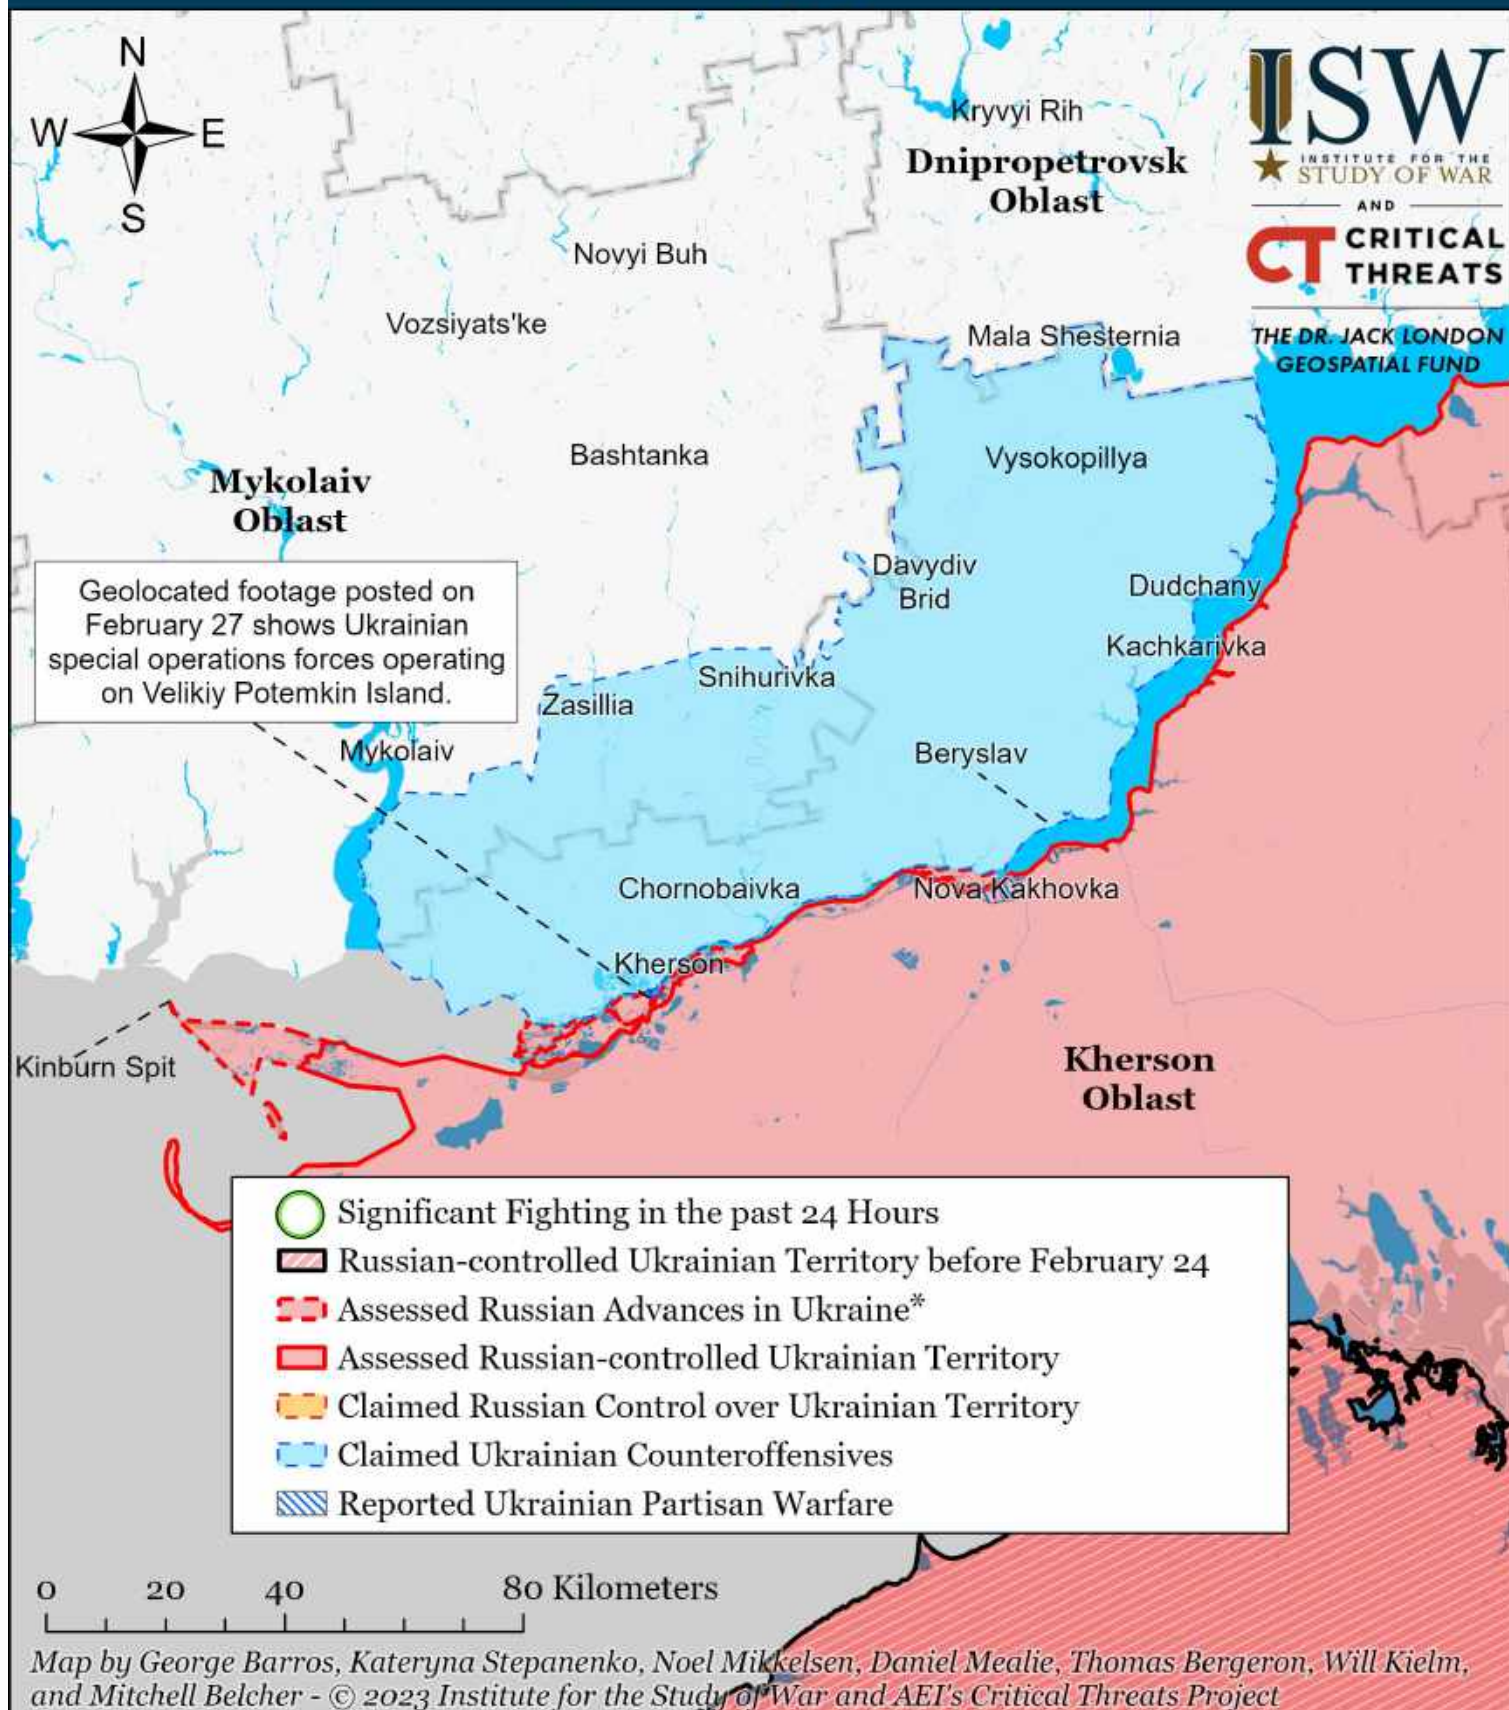 N
W E
S
Kryvyi Rih
Dnipropetrovsk
Oblast
ISW
INSTITUTE FOR THE
STUDY OF WAR
AND
CT CRITICAL
THREATS
THE DR. JACK LONDON
GEOSPATIAL FUND
Novyi Buh
Vozsiyats'ke
Mala Shesternia
Bashtanka
Vysokopillya
Mykolaiv
Oblast
Geolocated footage posted on
February 27 shows Ukrainian
special operations forces operating
on Velikiy Potemkin Island.
Davydiv
Brid
Dudchany
Kachkarivka
Snihurivka
Zasillia
Mykolaiv
Beryslav
Chornobaivka
Nova Kakhovka
Kherson
Kinburn Spit
Kherson
Oblast
Significant Fighting in the past 24 Hours
Russian-controlled Ukrainian Territory before February 24
Assessed Russian Advances in Ukraine*
Assessed Russian-controlled Ukrainian Territory
Claimed Russian Control over Ukrainian Territory
Claimed Ukrainian Counteroffensives
Reported Ukrainian Partisan Warfare
0 20 40 80 Kilometers
Map by George Barros, Kateryna Stepanenko, Noel Mikkelsen, Daniel Mealie, Thomas Bergeron, Will Kielm,
and Mitchell Belcher - © 2023 Institute for the Study of War and AEI's Critical Threats Project